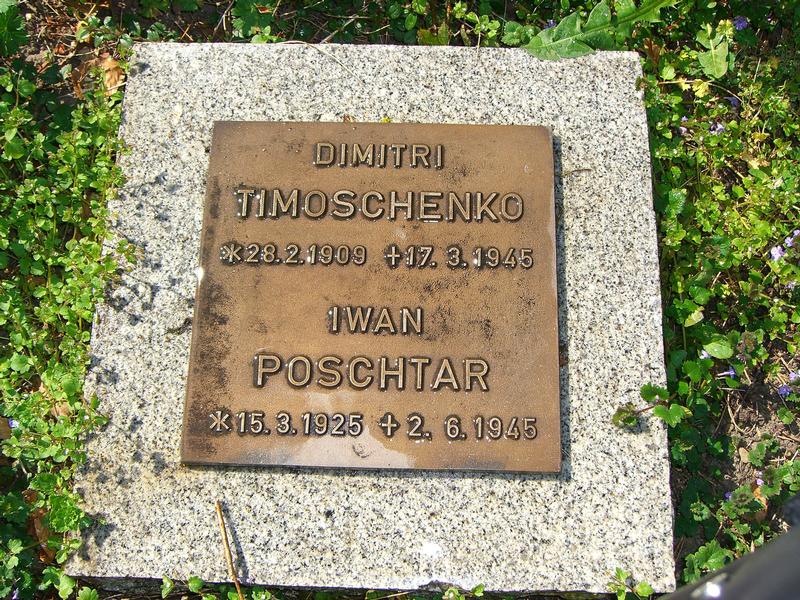 DIMITRI
TIMOSCHENKO
*28.2.1909 ✝17.3.1945
IWAN
POSCHTAR
*15.3.1925 ✝2.6.1945